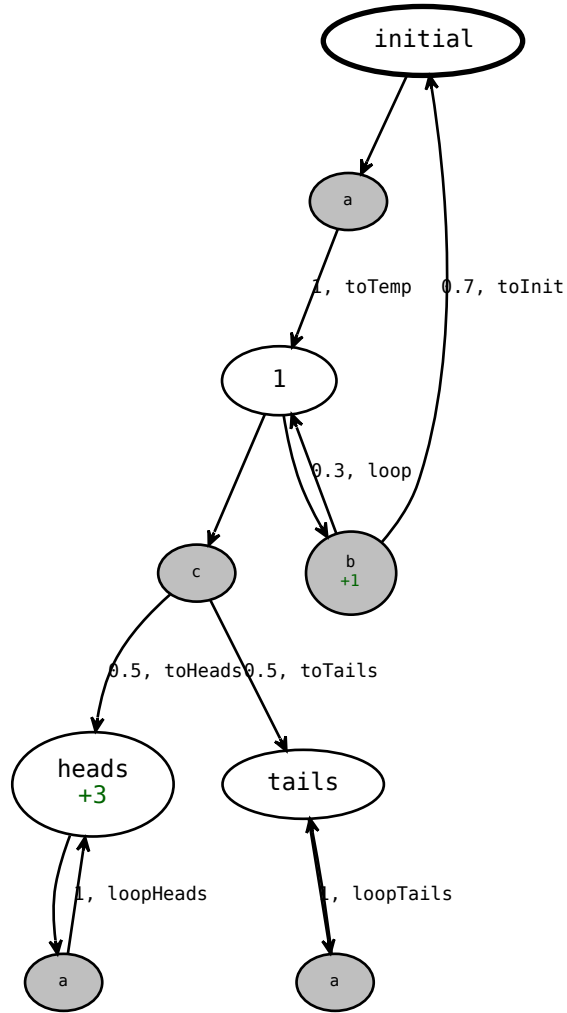 initial
a
1, toTemp
0.7, toInit
1
0.3, loop
c
b
+1
0.5, toHeads
0.5, toTails
heads
+3
tails
1, loopHeads
1, loopTails
a
a